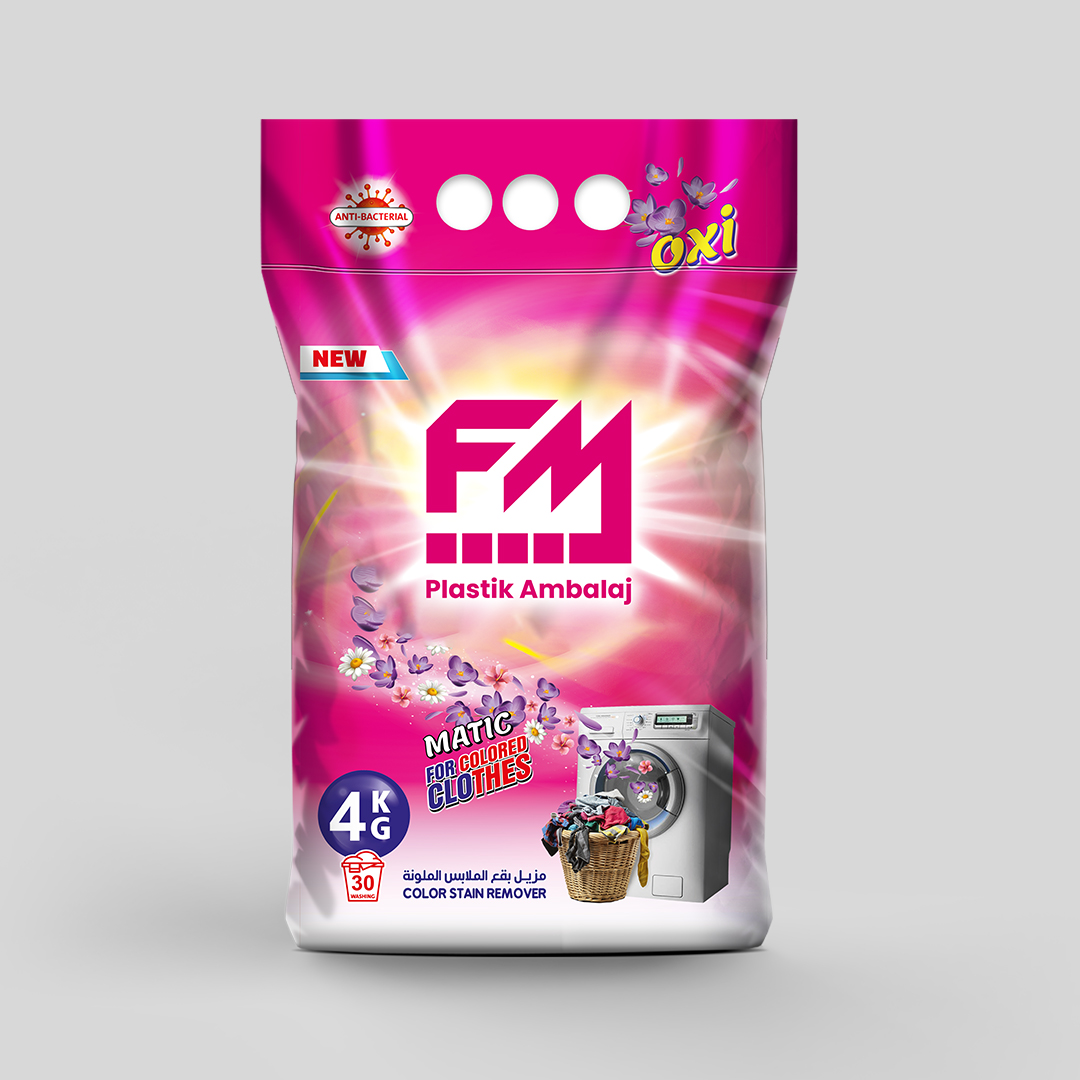 ANTI-BACTERIAL
oxi
NEW
FM
Plastik Ambalaj
MATIC
FOR COLORED
CLOTHES
4 KG
30
WASHING
مزيـل بقع الملابس الملونة
COLOR STAIN REMOVER